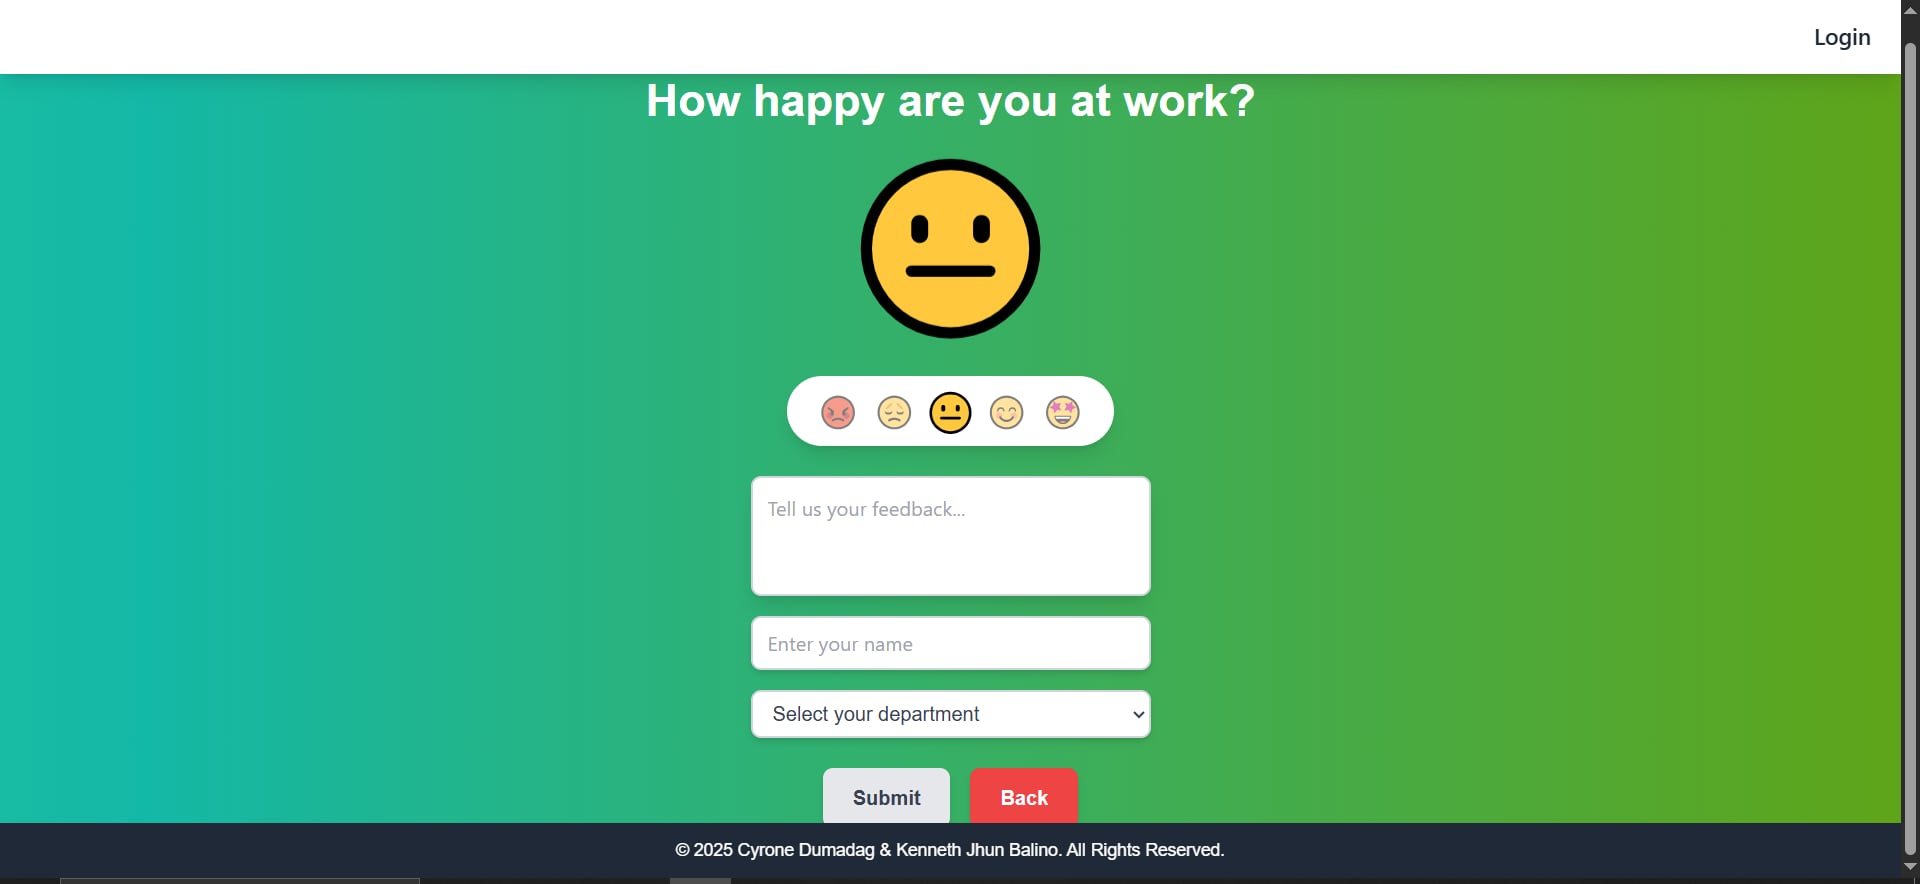 Login
How happy are you at work?
Tell us your feedback...
Enter your name
Select your department
Submit
Back
© 2025 Cyrone Dumadag & Kenneth Jhun Balino. All Rights Reserved.